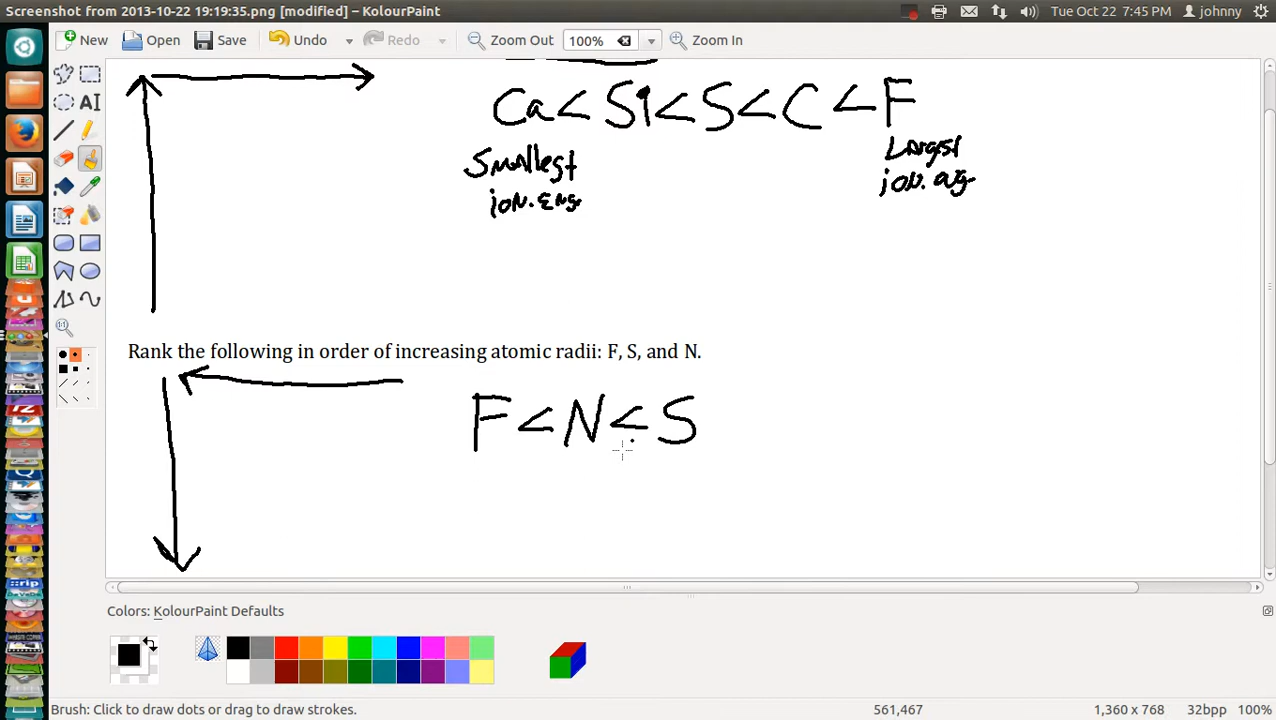 Screenshot from 2013-10-22 19:19:35.png [modified] – KolourPaint
Tue Oct 22 7:45 PM johnny
New Open Save Undo Redo Zoom Out 100% Zoom In
Ca < Si < S < C < F
Smallest
ion. Eng.
Largest
ion.
Rank the following in order of increasing atomic radii: F, S, and N.
F < N < S
Colors: KolourPaint Defaults
Brush: Click to draw dots or drag to draw strokes.
561,467
1,360 x 768
32bpp
100%